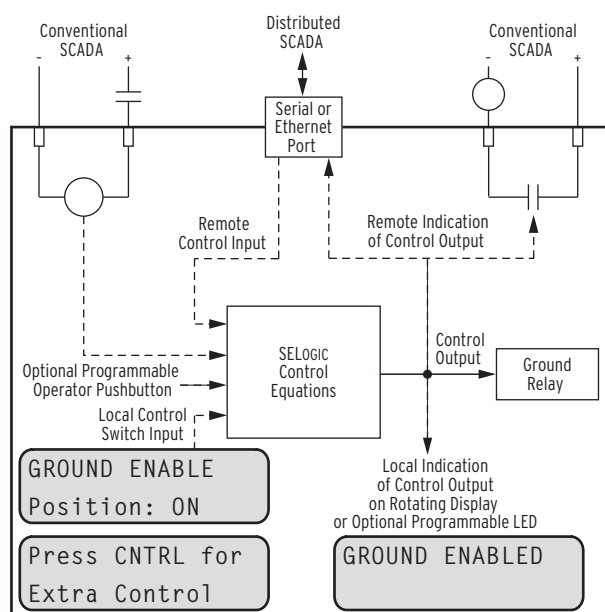 Conventional
SCADA
-
+
Distributed
SCADA
Conventional
SCADA
-
+
Serial or
Ethernet
Port
Remote
Control Input
Remote Indication
of Control Output
SELOGIC
Control
Equations
Control
Output
Ground
Relay
Optional Programmable
Operator Pushbutton
Local Control
Switch Input
GROUND ENABLE
Position: ON
Press CNTRL for
Extra Control
Local Indication
of Control Output
on Rotating Display
or Optional Programmable LED
GROUND ENABLED